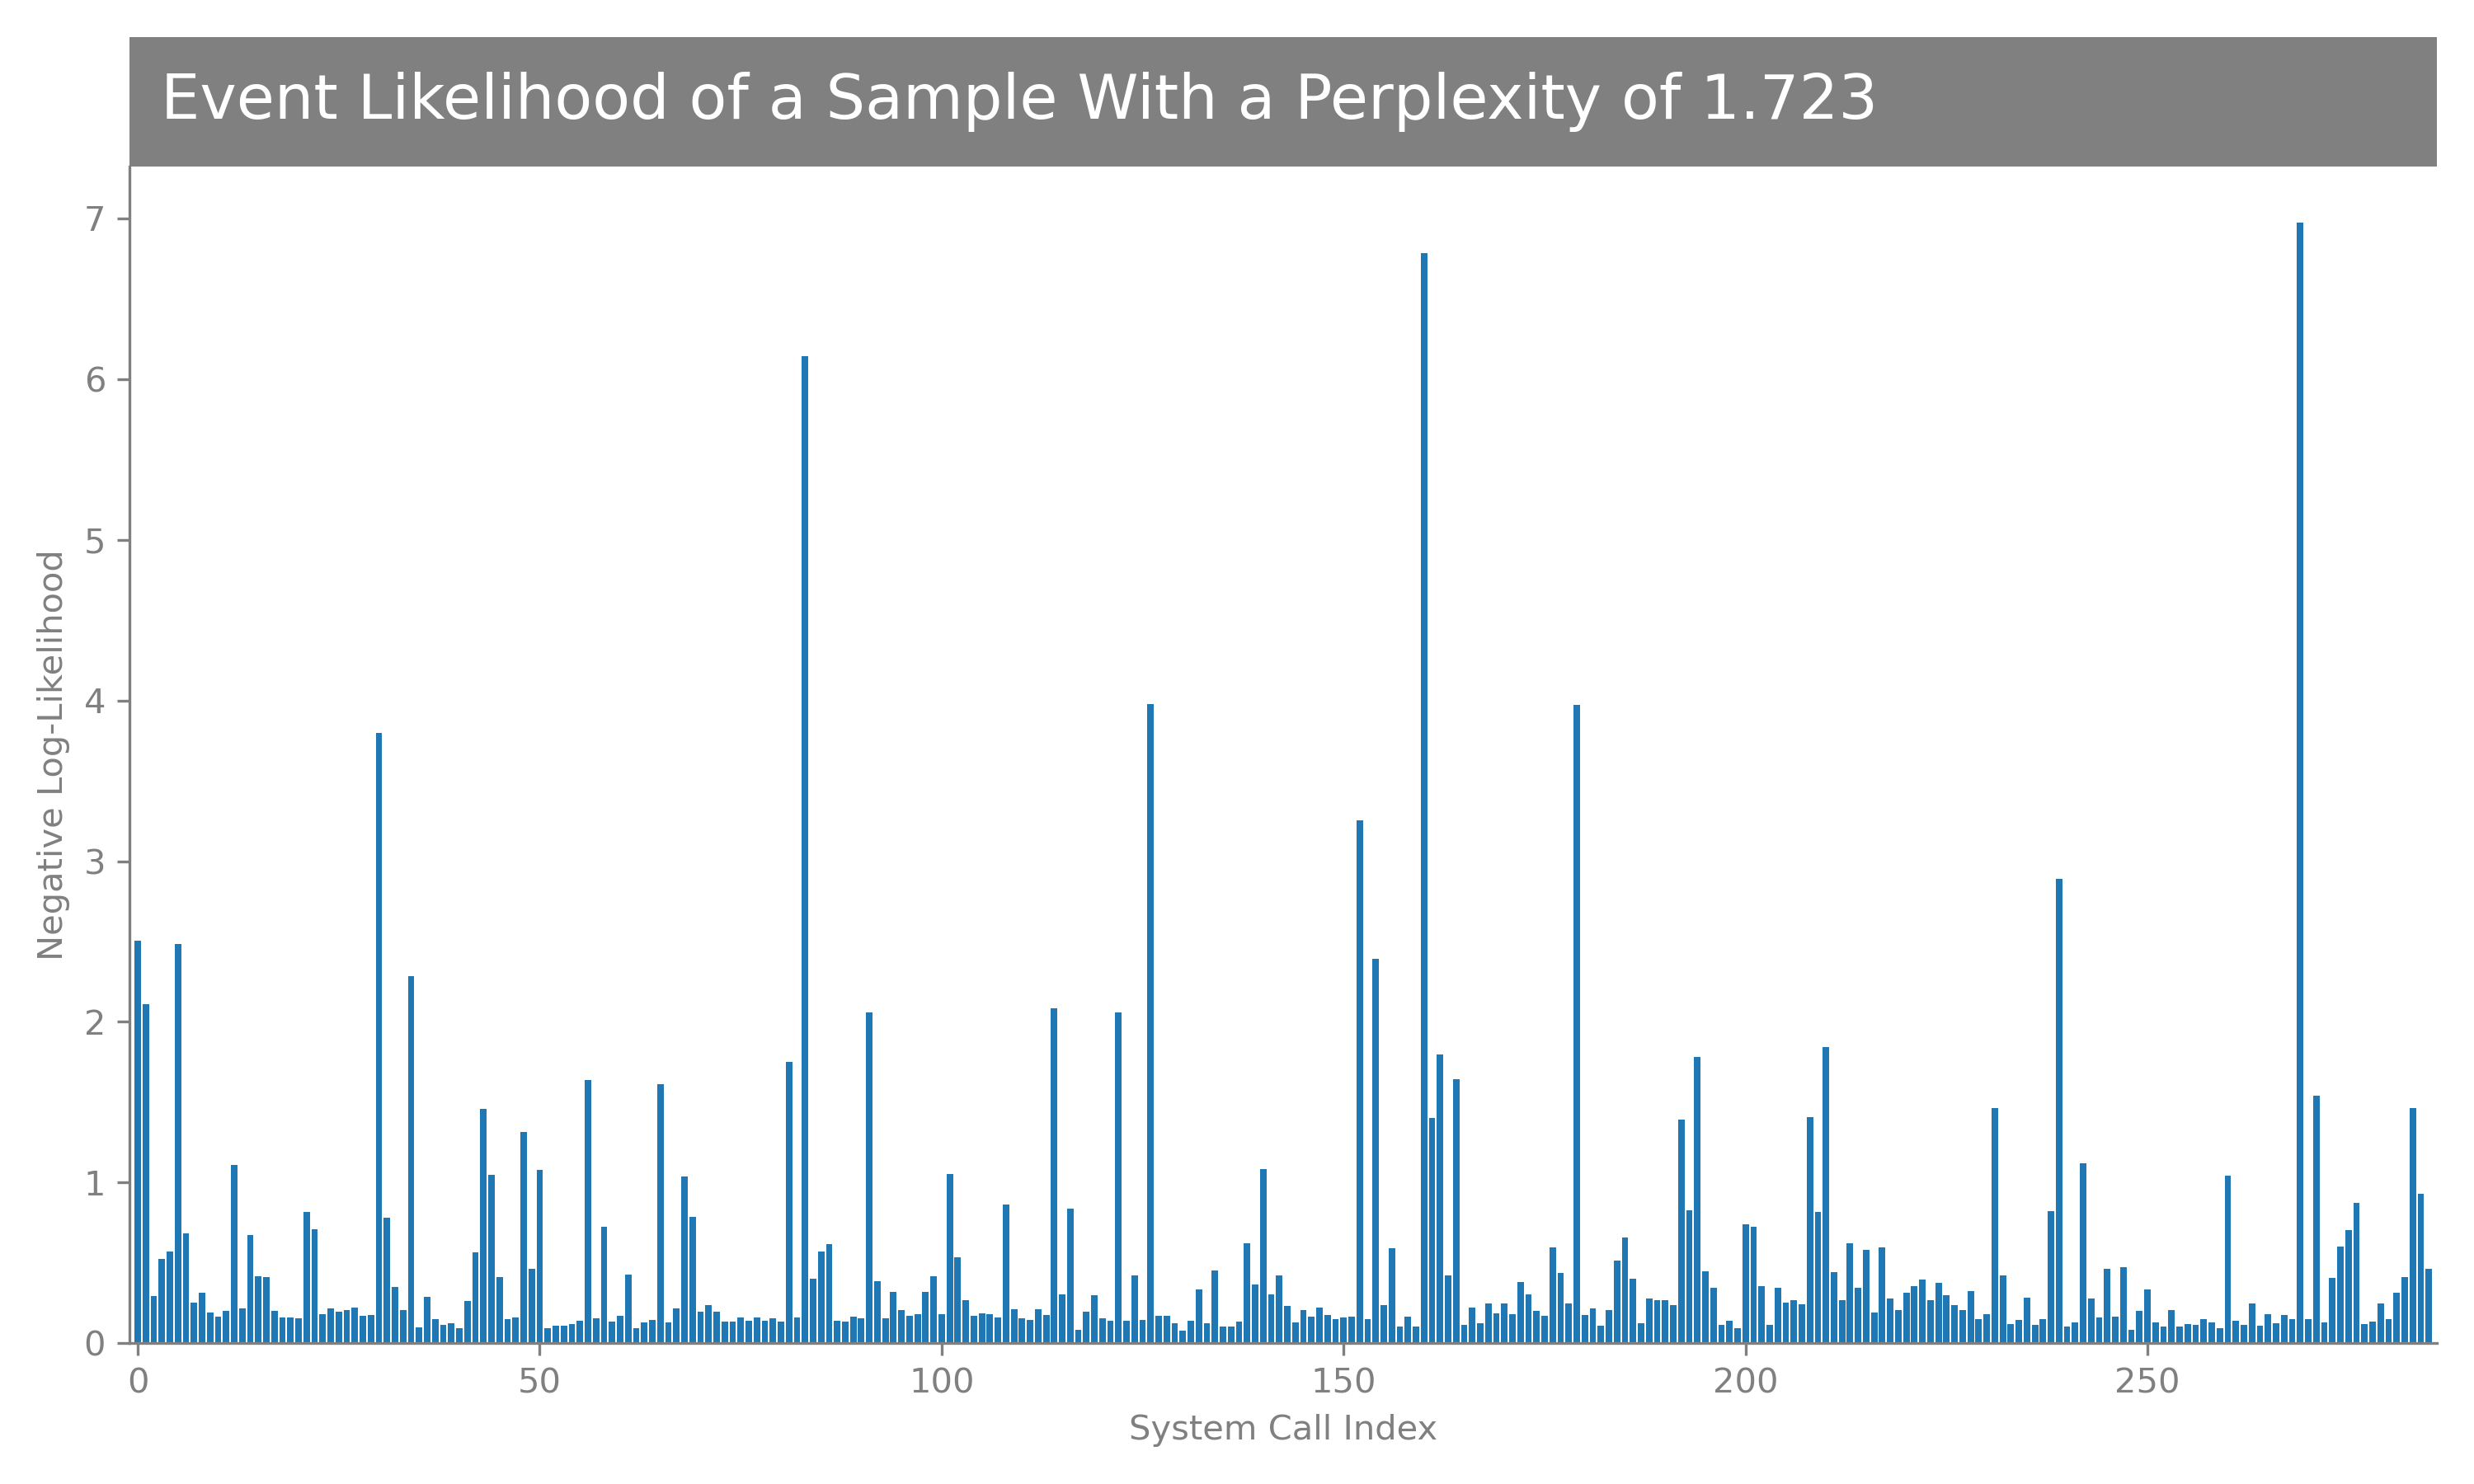 Event Likelihood of a Sample With a Perplexity of 1.723
7
6
5
4
3
2
1
0
Negative Log-Likelihood
0 50 100 150 200 250
System Call Index